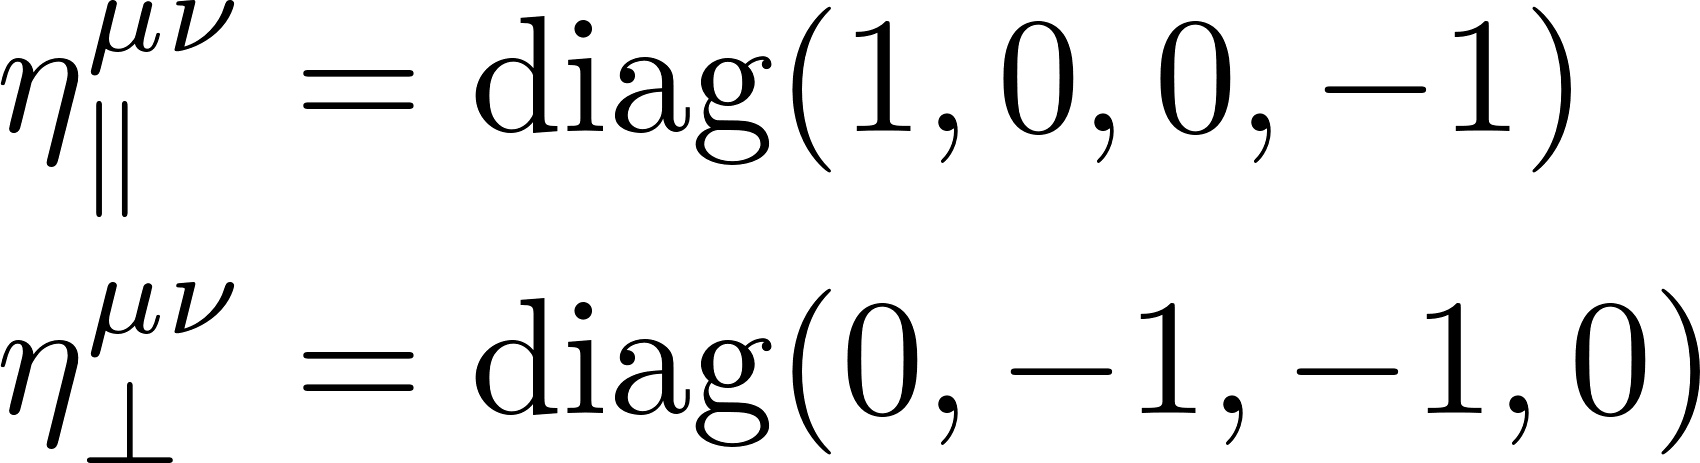 η∥^μν = diag(1, 0, 0, −1)
η⊥^μν = diag(0, −1, −1, 0)